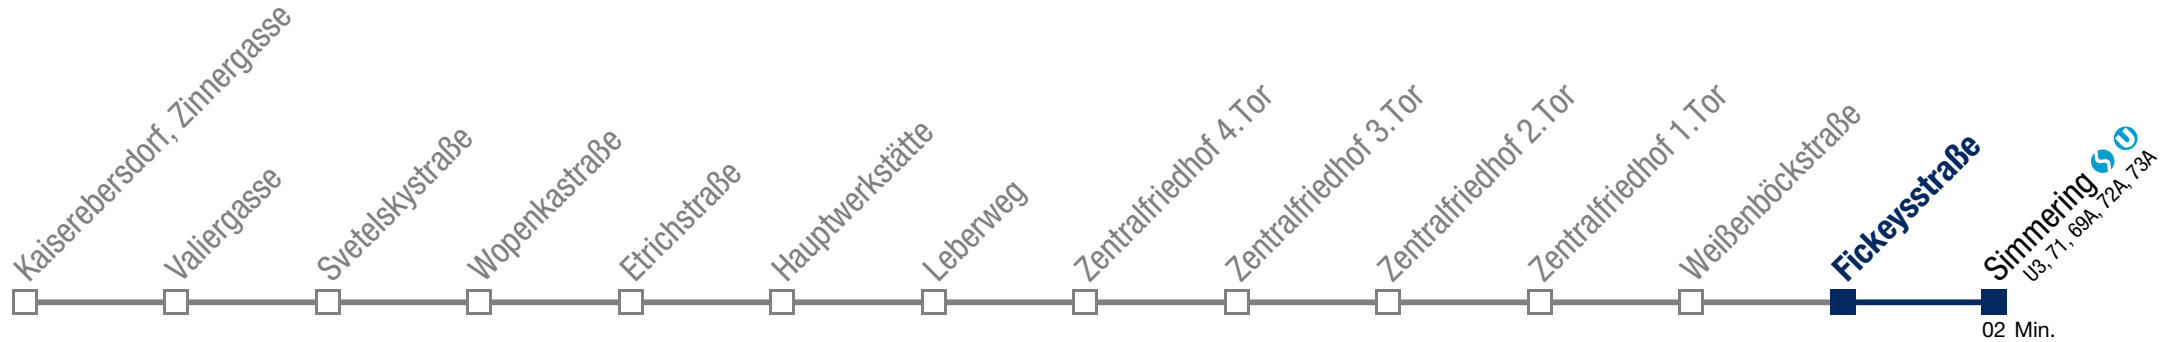 Kaiserebersdorf, Zinnergasse
Valiergasse
Svetelskystraße
Wopenkastraße
Etrichstraße
Hauptwerkstätte
Leberweg
Zentralfriedhof 4.Tor
Zentralfriedhof 3.Tor
Zentralfriedhof 2.Tor
Zentralfriedhof 1.Tor
Weißenböckstraße
Fickeysstraße
Simmering S U
U3, 71, 69A, 72A, 73A
02 Min.